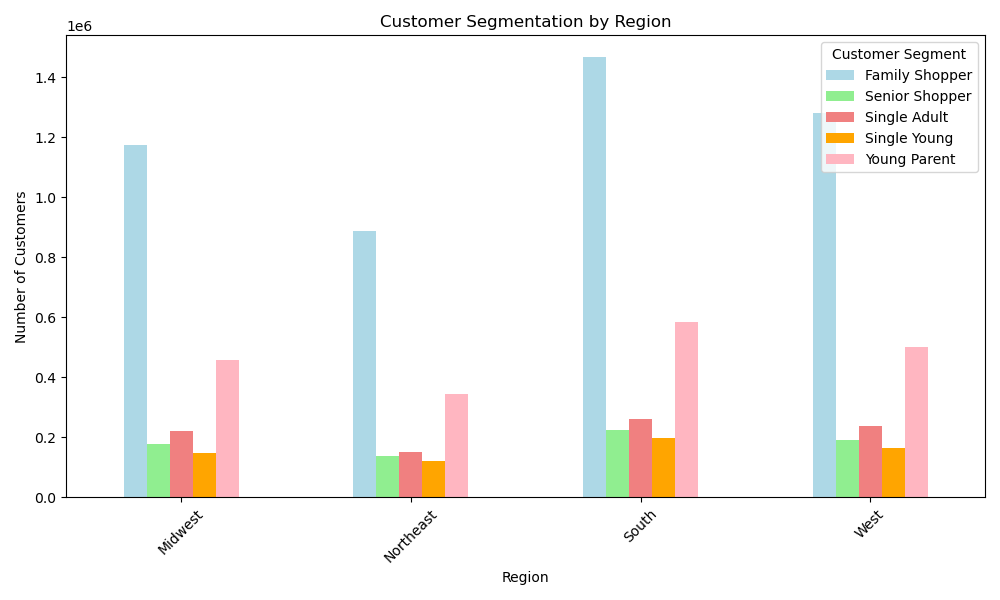 Customer Segmentation by Region
1e6
Customer Segment
Family Shopper
Senior Shopper
Single Adult
Single Young
Young Parent
1.4
1.2
1.0
0.8
0.6
0.4
0.2
0.0
Number of Customers
Midwest
Northeast
South
West
Region